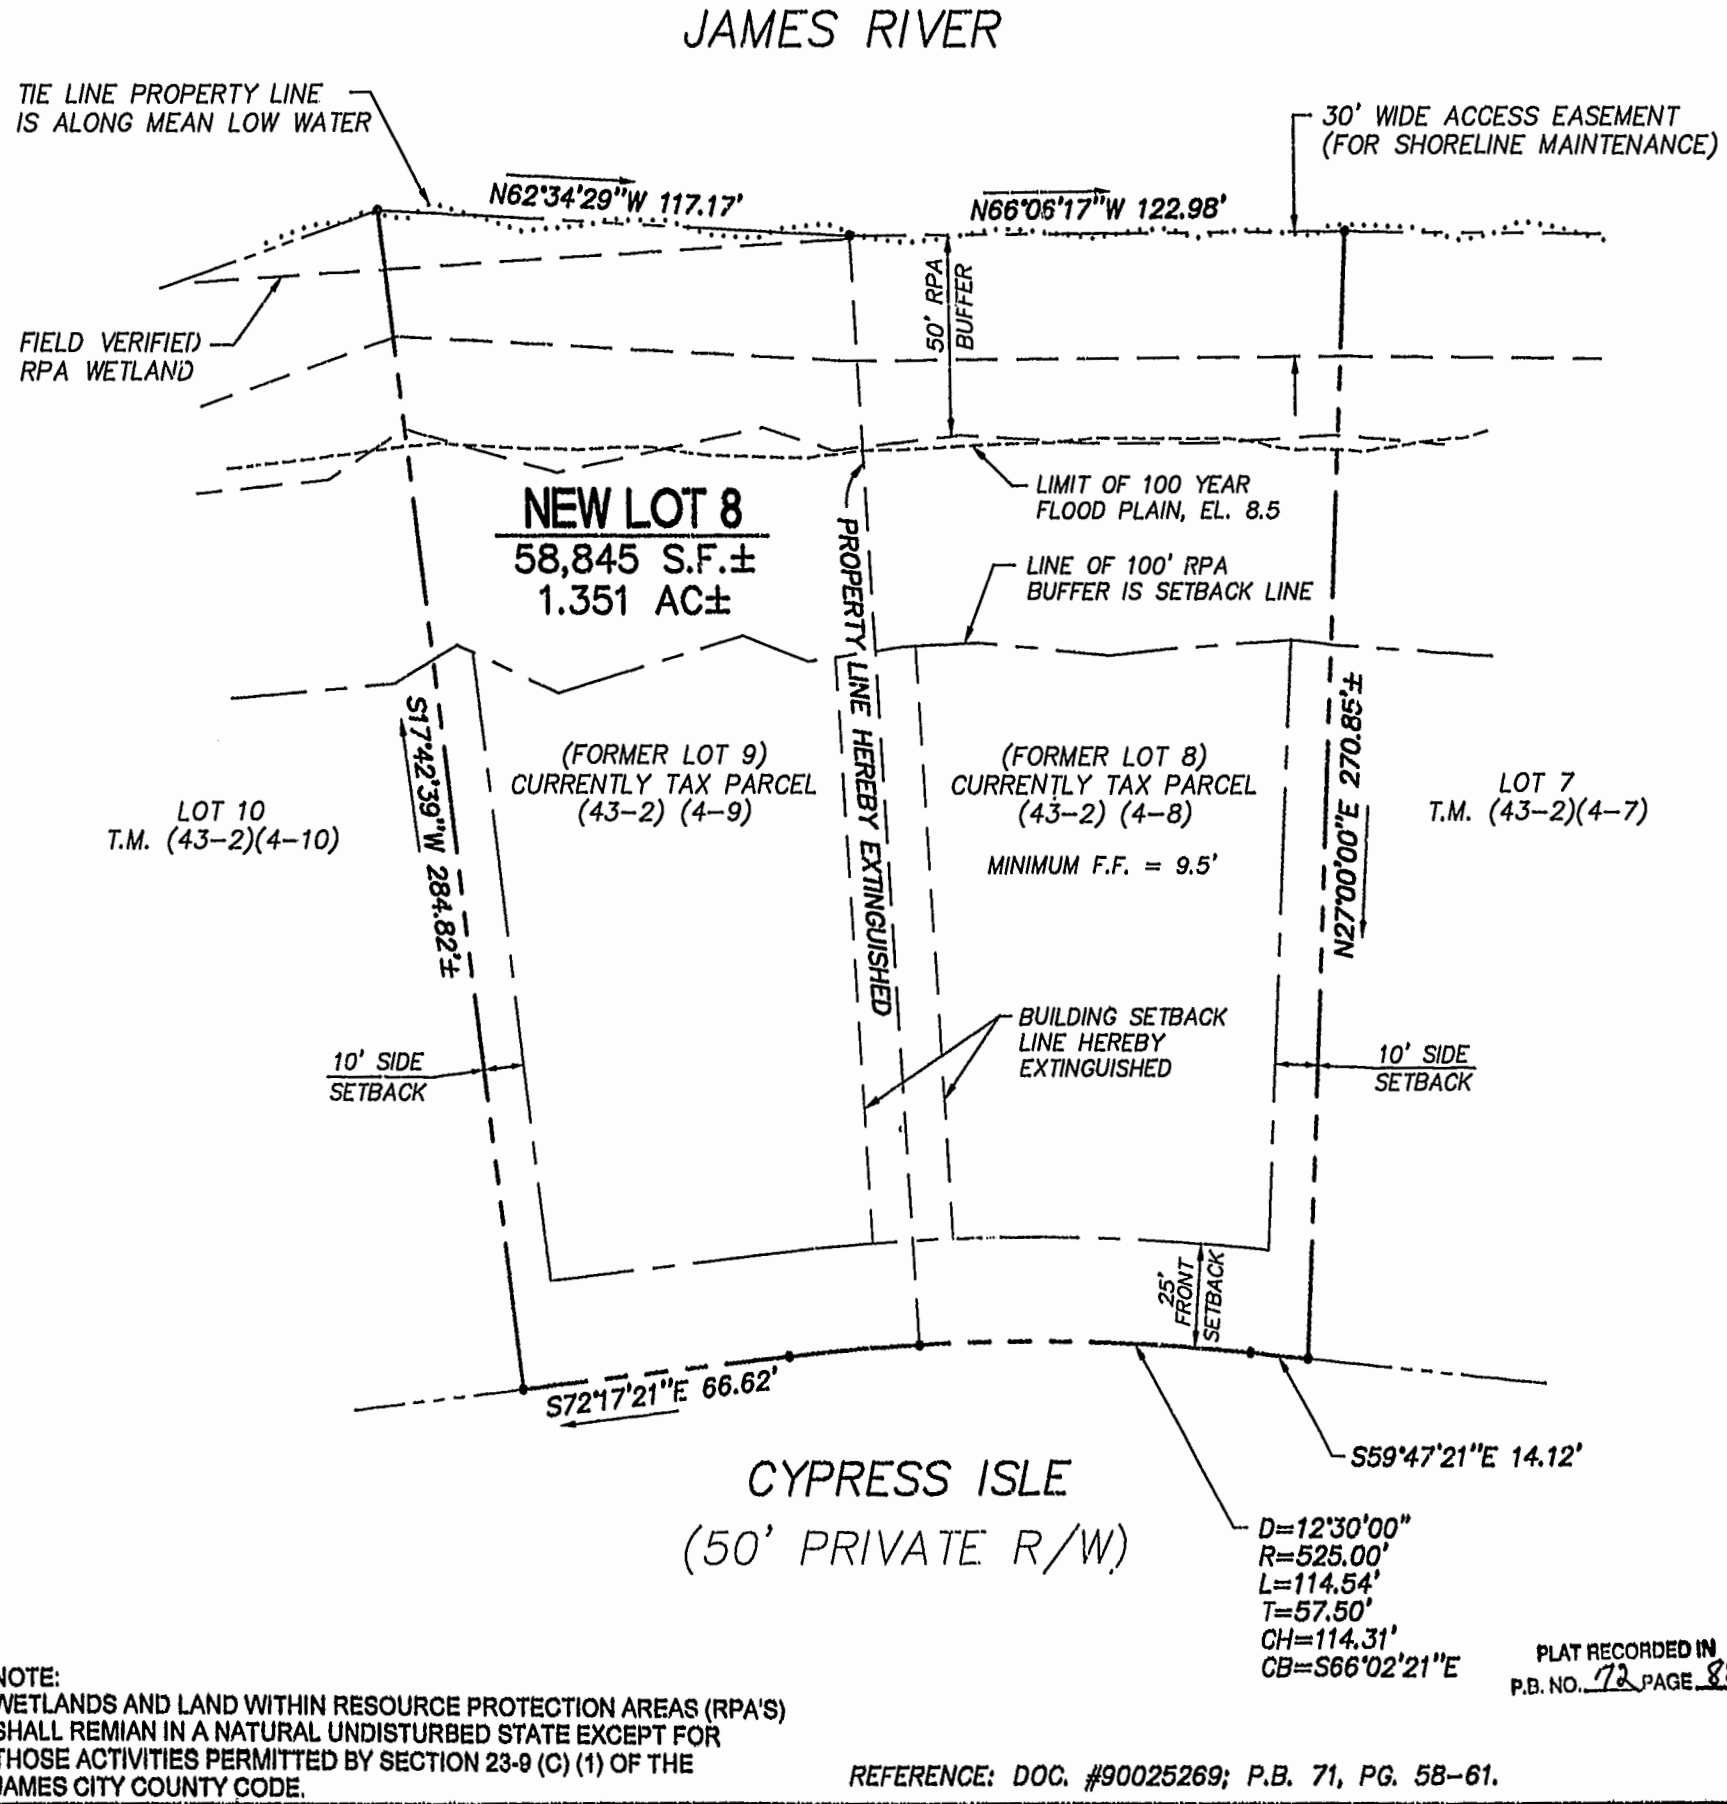 JAMES RIVER
TIE LINE PROPERTY LINE
IS ALONG MEAN LOW WATER
30' WIDE ACCESS EASEMENT
(FOR SHORELINE MAINTENANCE)
N62°34'29"W 117.17'
N66°06'17"W 122.98'
50' RPA
BUFFER
FIELD VERIFIED
RPA WETLAND
LIMIT OF 100 YEAR
FLOOD PLAIN, EL. 8.5
NEW LOT 8
58,845 S.F.±
1.351 AC±
LINE OF 100' RPA
BUFFER IS SETBACK LINE
PROPERTY LINE HEREBY EXTINGUISHED
S17°42'39"W 284.82'±
N27°00'00"E 270.85'±
(FORMER LOT 9)
CURRENTLY TAX PARCEL
(43-2) (4-9)
(FORMER LOT 8)
CURRENTLY TAX PARCEL
(43-2) (4-8)
MINIMUM F.F. = 9.5'
LOT 10
T.M. (43-2)(4-10)
LOT 7
T.M. (43-2)(4-7)
BUILDING SETBACK
LINE HEREBY
EXTINGUISHED
10' SIDE
SETBACK
10' SIDE
SETBACK
25'
FRONT
SETBACK
S72°17'21"E 66.62'
S59°47'21"E 14.12'
CYPRESS ISLE
(50' PRIVATE R/W)
D=12°30'00"
R=525.00'
L=114.54'
T=57.50'
CH=114.31'
CB=S66°02'21"E
PLAT RECORDED IN
P.B. NO. 72 PAGE
NOTE:
WETLANDS AND LAND WITHIN RESOURCE PROTECTION AREAS (RPA'S)
SHALL REMIAN IN A NATURAL UNDISTURBED STATE EXCEPT FOR
THOSE ACTIVITIES PERMITTED BY SECTION 23-9 (C) (1) OF THE
JAMES CITY COUNTY CODE.
REFERENCE: DOC. #90025269; P.B. 71, PG. 58-61.